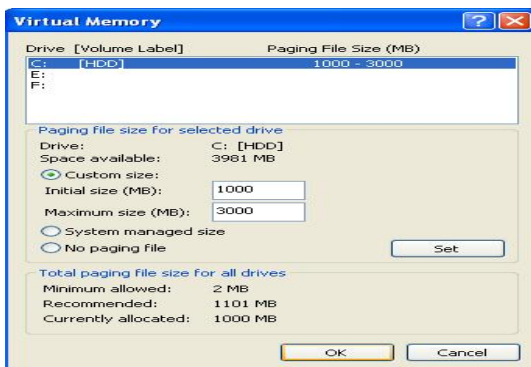 Virtual Memory
Drive [Volume Label] Paging File Size (MB)
C: [HDD] 1000 - 3000
E:
F:
Paging file size for selected drive
Drive: C: [HDD]
Space available: 3981 MB
Custom size:
Initial size (MB): 1000
Maximum size (MB): 3000
System managed size
No paging file Set
Total paging file size for all drives
Minimum allowed: 2 MB
Recommended: 1101 MB
Currently allocated: 1000 MB
OK Cancel